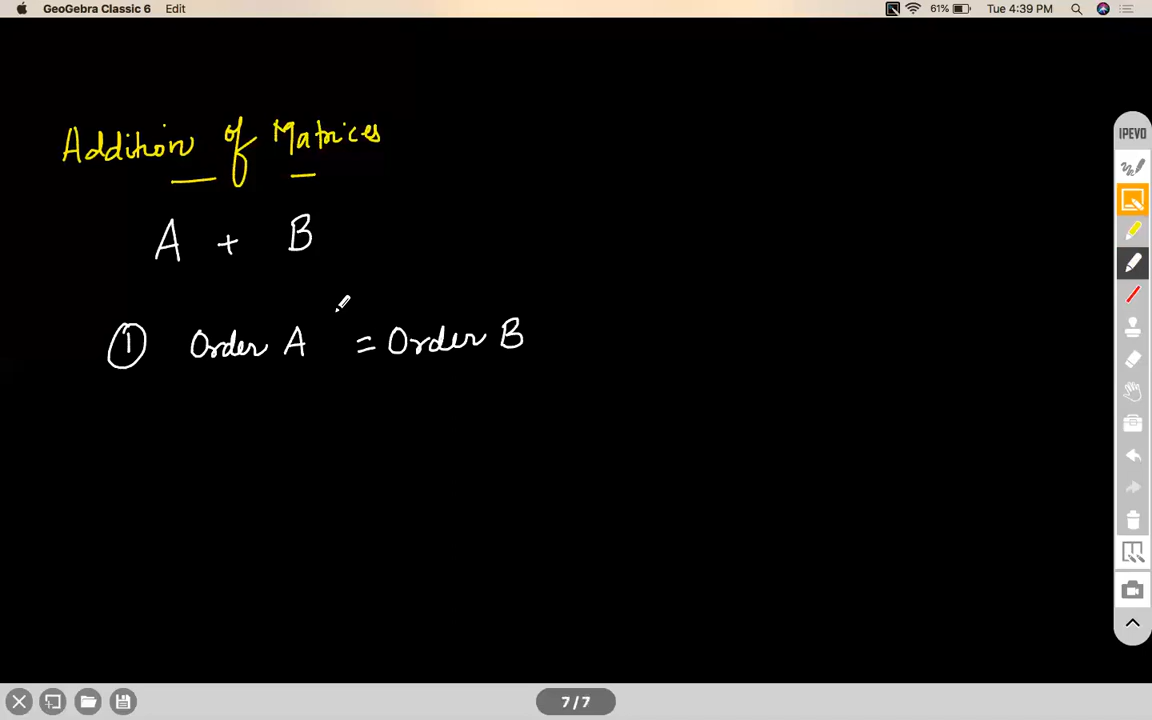 GeoGebra Classic 6 Edit 61% Tue 4:39 PM
IPEVO
Addition of Matrices
A + B
① Order A = Order B
7/7